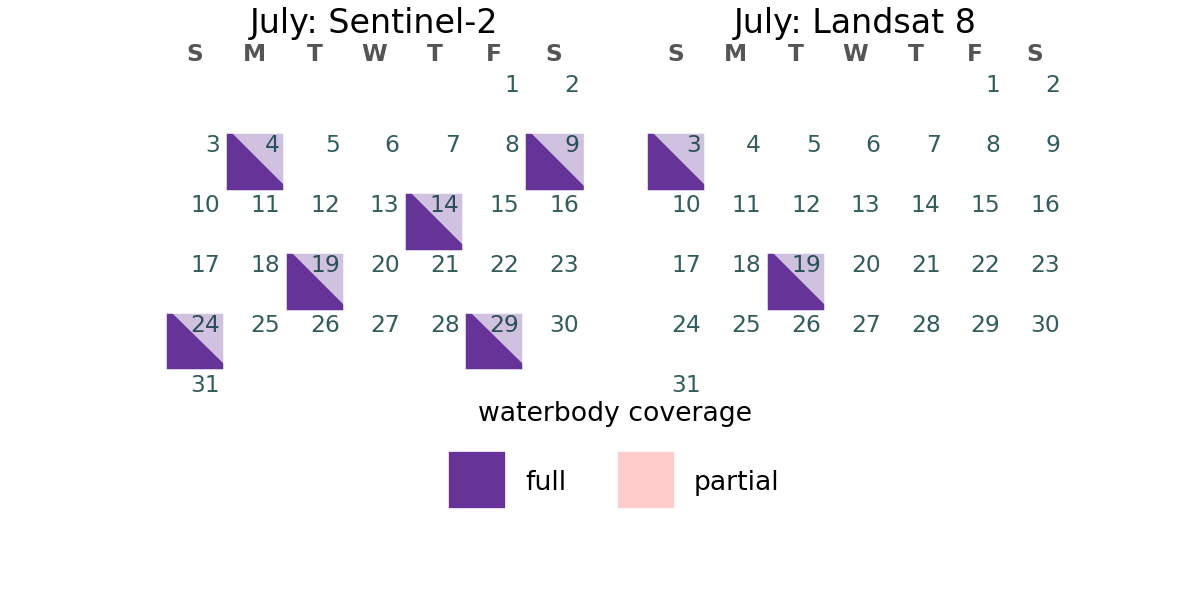 July: Sentinel-2
S M T W T F S
1 2
3 4 5 6 7 8 9
10 11 12 13 14 15 16
17 18 19 20 21 22 23
24 25 26 27 28 29 30
31
July: Landsat 8
S M T W T F S
1 2
3 4 5 6 7 8 9
10 11 12 13 14 15 16
17 18 19 20 21 22 23
24 25 26 27 28 29 30
31
waterbody coverage
full partial